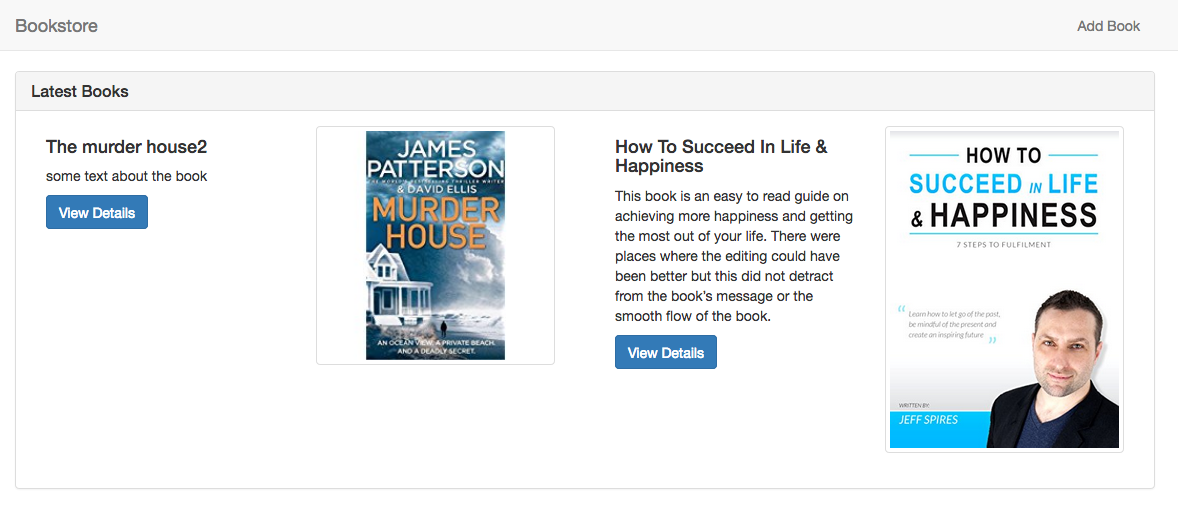 Bookstore
Add Book
Latest Books
The murder house2
some text about the book
View Details
JAMES
PATTERSON
THE WORLD'S BESTSELLING THRILLER WRITER
& DAVID ELLIS
MURDER
HOUSE
AN OCEAN VIEW. A PRIVATE BEACH.
AND A DEADLY SECRET.
How To Succeed In Life &
Happiness
This book is an easy to read guide on
achieving more happiness and getting
the most out of your life. There were
places where the editing could have
been better but this did not detract
from the book's message or the
smooth flow of the book.
View Details
HOW TO
SUCCEED IN LIFE
& HAPPINESS
7 STEPS TO FULFILMENT
“ Learn how to let go of the past,
be mindful of the present and
create an inspiring future ”
WRITTEN BY:
JEFF SPIRES